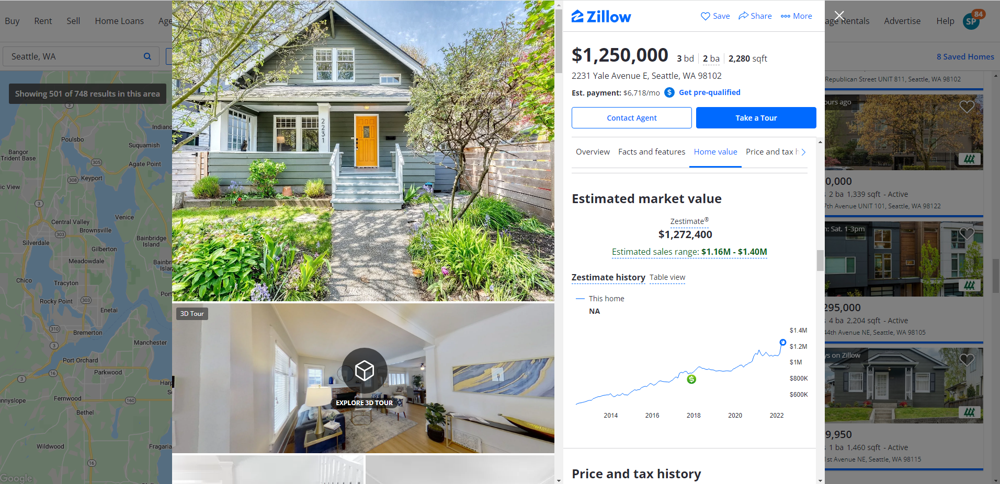 Buy Rent Sell Home Loans Age
Seattle, WA
Showing 501 of 748 results in this area
Indiano
Poulsbo
Suquamish
Bangor
Trident Base
Agate Point
Keyport
ic View
Venice
Central Valley
Brownsville
Bainbridge
Island
Silverdale
Gilberton
Meadowdale
Bainbri
Islan
Chico
Tracyton
Port
Rocky Point
Enetai
Bremerton
Manchester
Port Orchard
Parkwood
Harp
nnyslope
Fernwood
Bethel
Wildwood
Fragaria
Google
3
305
308
3
303
303
310
3
16
3
160
16
2231
3D Tour
EXPLORE 3D TOUR
Zillow
Save Share More
$1,250,000 3 bd 2 ba 2,280 sqft
2231 Yale Avenue E, Seattle, WA 98102
Est. payment: $6,718/mo $ Get pre-qualified
Contact Agent Take a Tour
Overview Facts and features Home value Price and tax h
Estimated market value
Zestimate®
$1,272,400
Estimated sales range: $1.16M - $1.40M
Zestimate history Table view
This home
NA
$1.4M
$1.2M
$1M
$800K
$600K
$
2014 2016 2018 2020 2022
Price and tax history
age Rentals Advertise Help SP 84
8 Saved Homes
Republican Street UNIT 811, Seattle, WA 98102
ours ago
0,000
2 ba 1,339 sqft - Active
7th Avenue UNIT 101, Seattle, WA 98122
n: Sat. 1-3pm
295,000
s 4 ba 2,204 sqft - Active
44th Avenue NE, Seattle, WA 98105
ys on Zillow
9,950
s 1 ba 1,460 sqft - Active
1st Avenue NE, Seattle, WA 98115